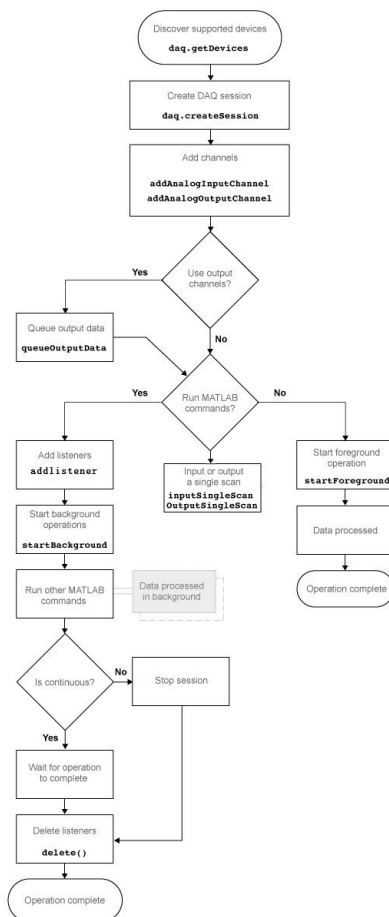 Discover supported devices
daq.getDevices
Create DAQ session
daq.createSession
Add channels
addAnalogInputChannel
addAnalogOutputChannel
Use output
channels?
Yes
No
Queue output data
queueOutputData
Run MATLAB
commands?
Yes
No
Add listeners
addlistener
Input or output
a single scan
inputSingleScan
OutputSingleScan
Start foreground
operation
startForeground
Start background
operations
startBackground
Data processed
Run other MATLAB
commands
Data processed
in background
Operation complete
Is continuous?
No
Stop session
Yes
Wait for operation
to complete
Delete listeners
delete()
Operation complete